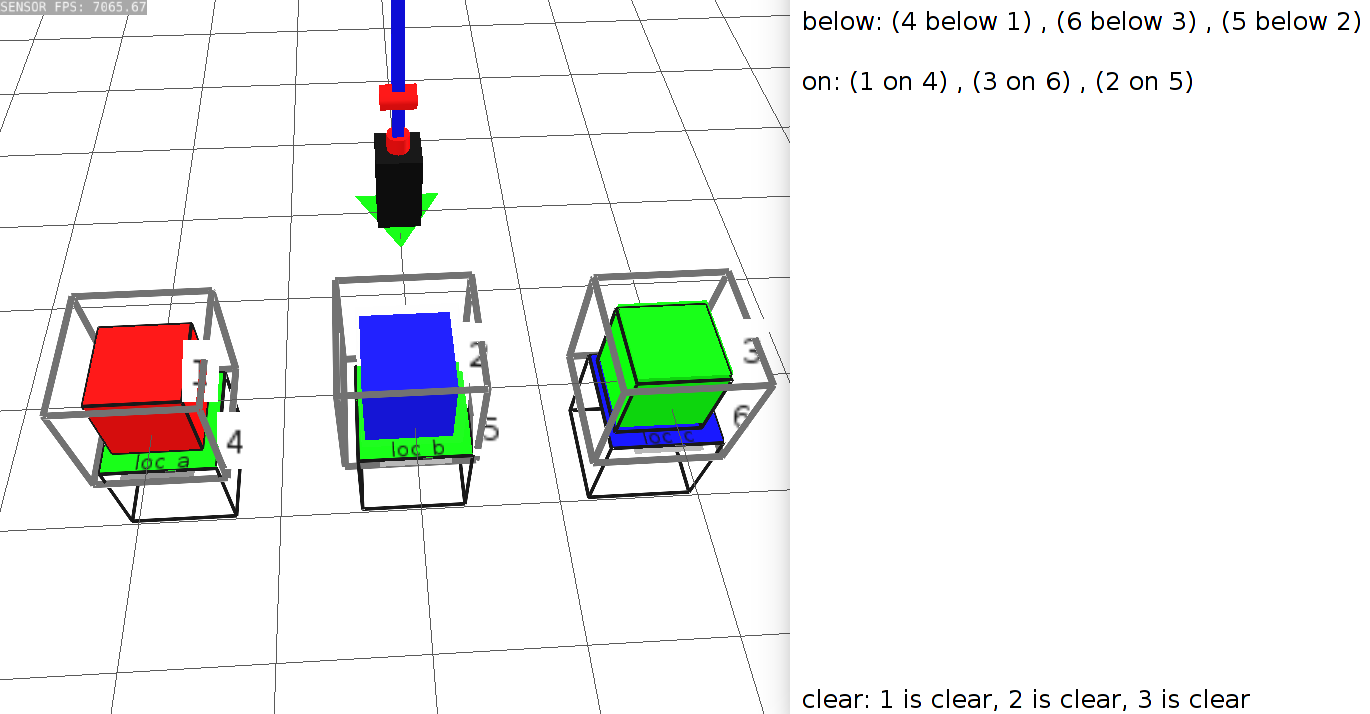 SENSOR FPS: 7065.67
below: (4 below 1) , (6 below 3) , (5 below 2)
on: (1 on 4) , (3 on 6) , (2 on 5)
1
2
3
4
5
6
loc_a
loc_b
loc_c
clear: 1 is clear, 2 is clear, 3 is clear